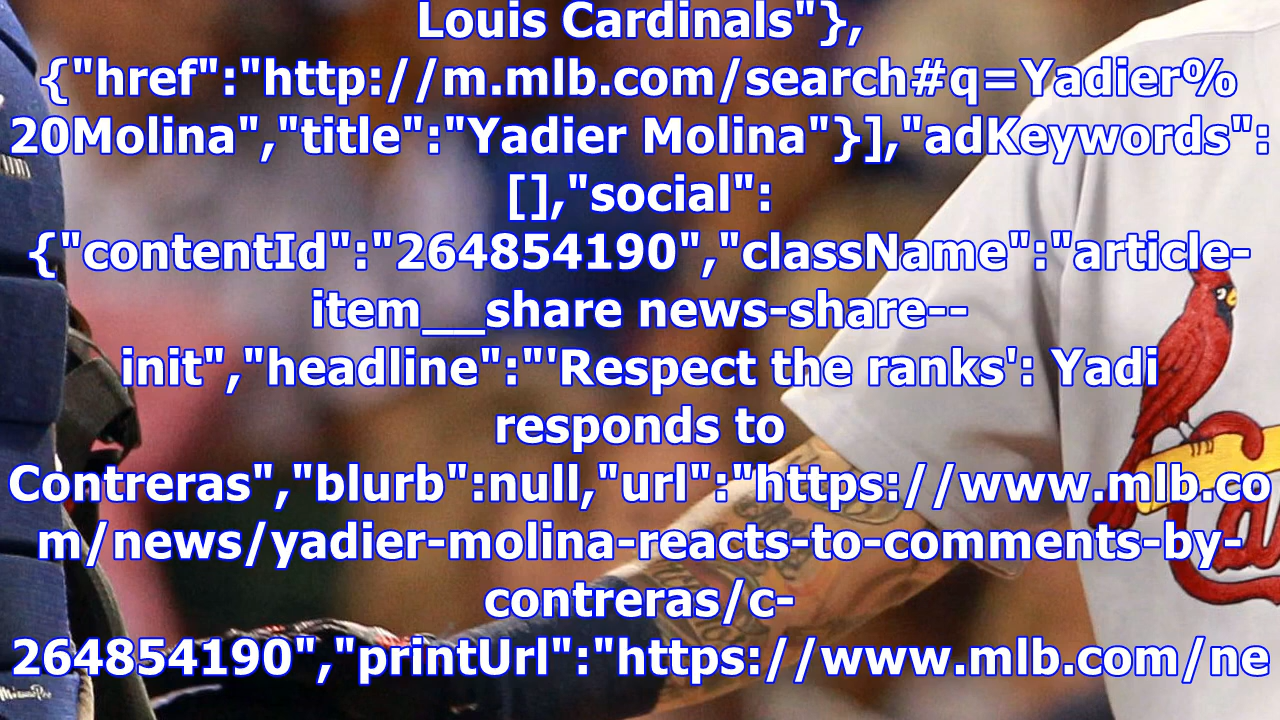 Louis Cardinals"},
{"href":"http://m.mlb.com/search#q=Yadier%
20Molina","title":"Yadier Molina"}],"adKeywords":
[],"social":
{"contentId":"264854190","className":"article-
item__share news-share--
init","headline":"'Respect the ranks': Yadi
responds to
Contreras","blurb":null,"url":"https://www.mlb.co
m/news/yadier-molina-reacts-to-comments-by-
contreras/c-
264854190","printUrl":"https://www.mlb.com/ne